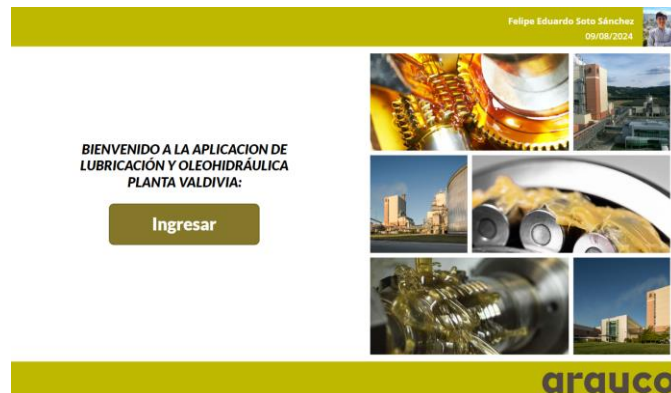 Felipe Eduardo Soto Sánchez
09/08/2024
BIENVENIDO A LA APLICACION DE
LUBRICACIÓN Y OLEOHIDRÁULICA
PLANTA VALDIVIA:
Ingresar
arauco